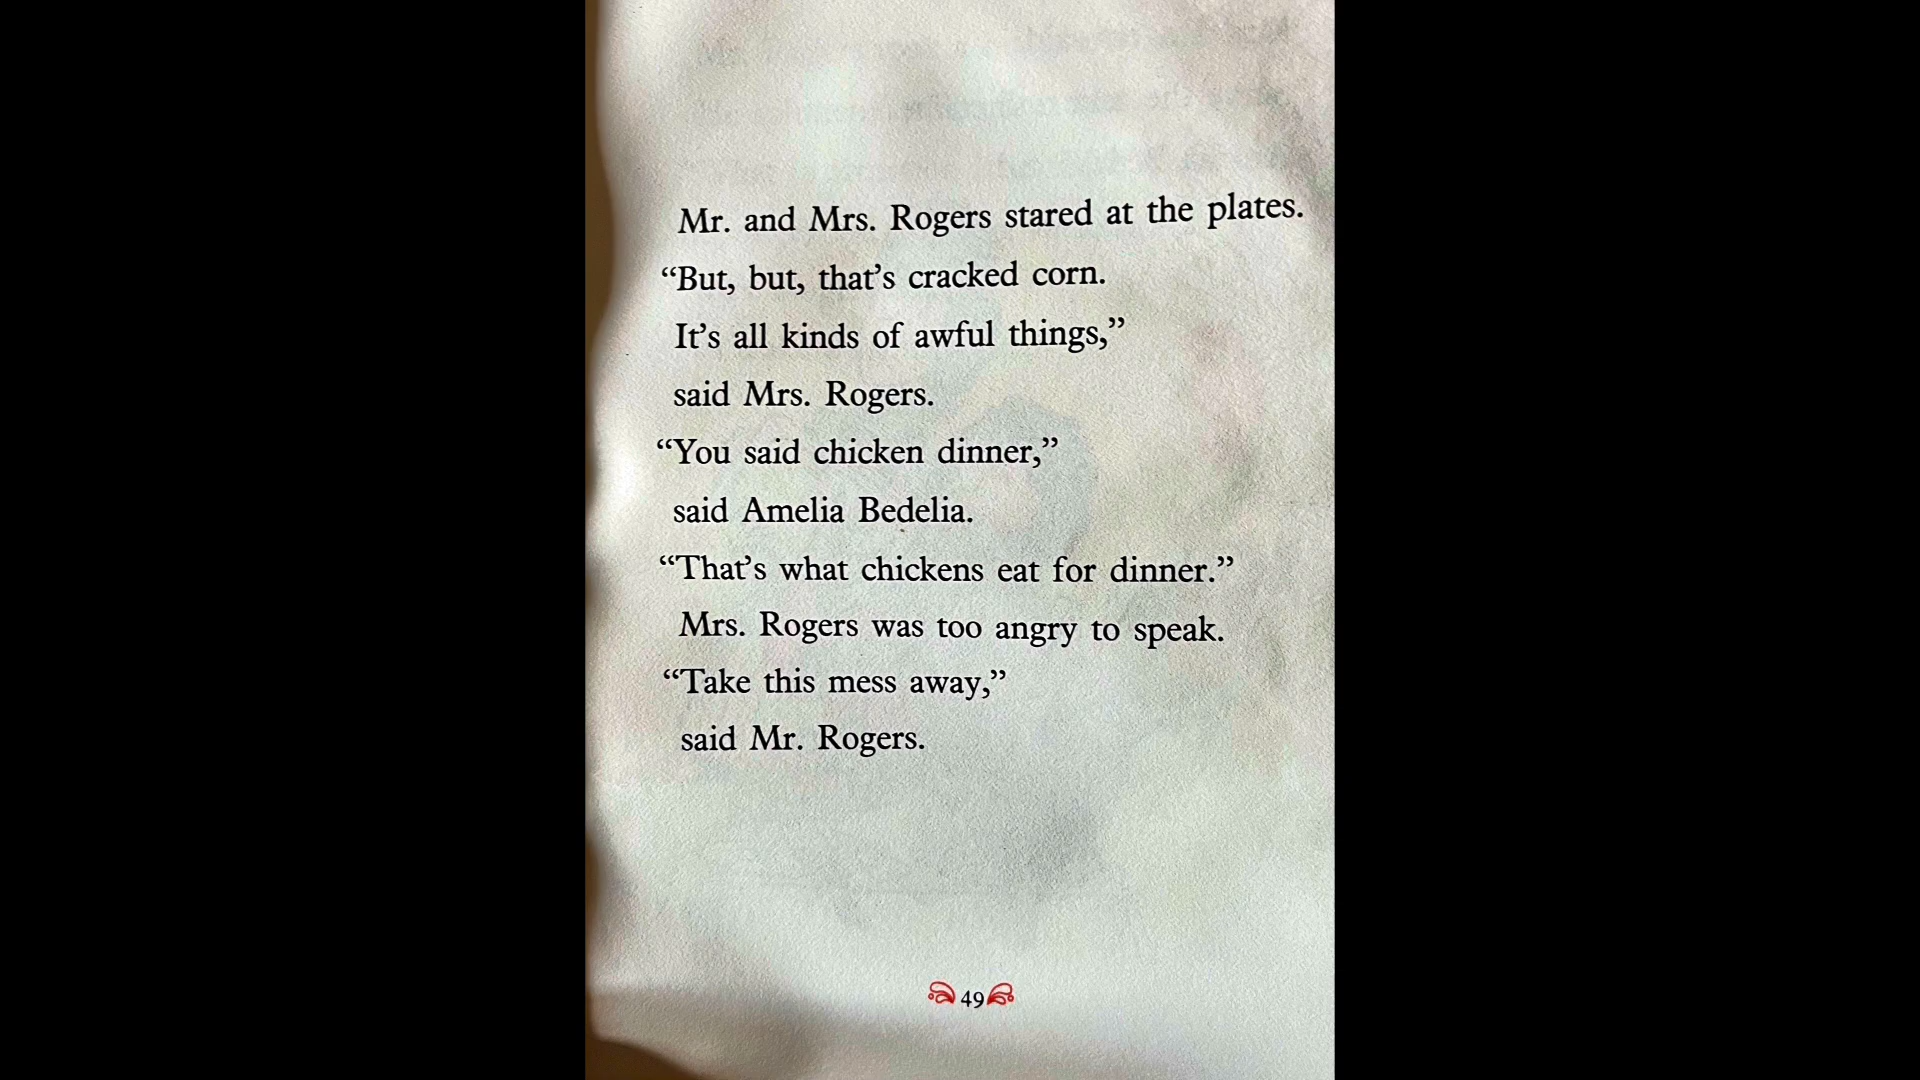 Mr. and Mrs. Rogers stared at the plates.
“But, but, that’s cracked corn.
It’s all kinds of awful things,”
said Mrs. Rogers.
“You said chicken dinner,”
said Amelia Bedelia.
“That’s what chickens eat for dinner.”
Mrs. Rogers was too angry to speak.
“Take this mess away,”
said Mr. Rogers.
49